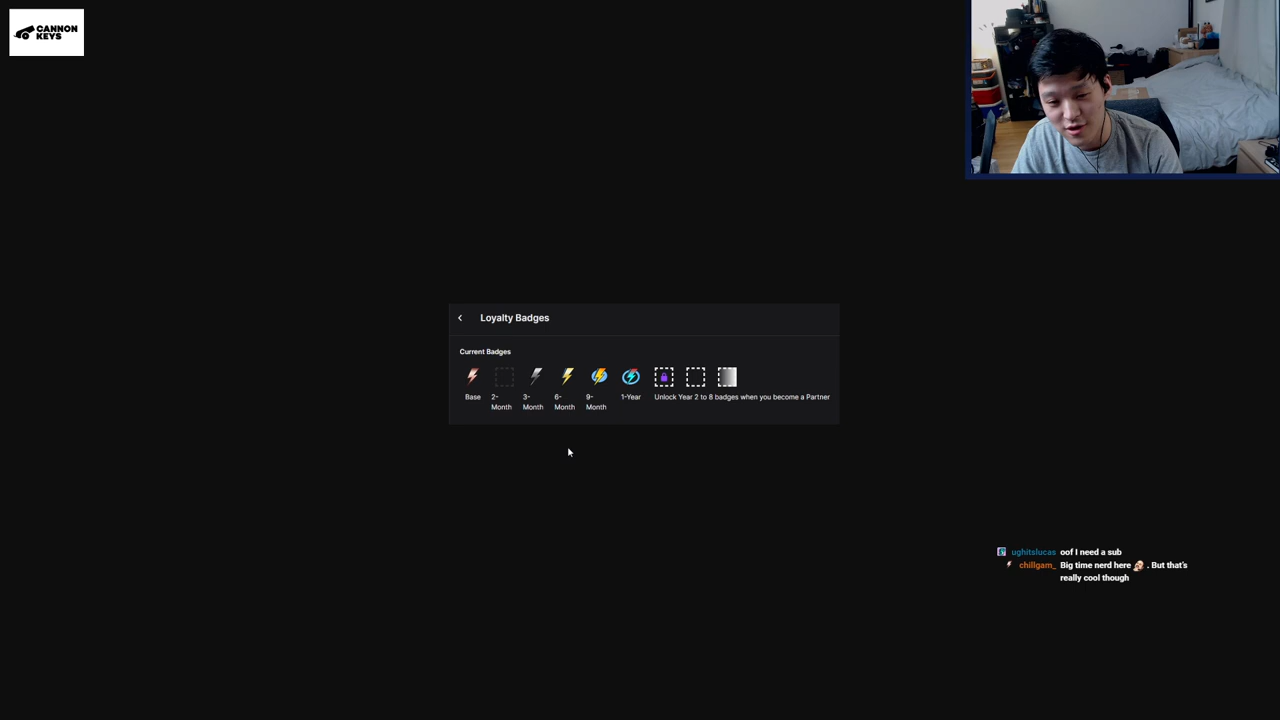 CANNON
KEYS
Loyalty Badges
Current Badges
Base
2-
Month
3-
Month
6-
Month
9-
Month
1-Year
Unlock Year 2 to 8 badges when you become a Partner
ughitslucas oof I need a sub
chillgam_ Big time nerd here . But that's
really cool though